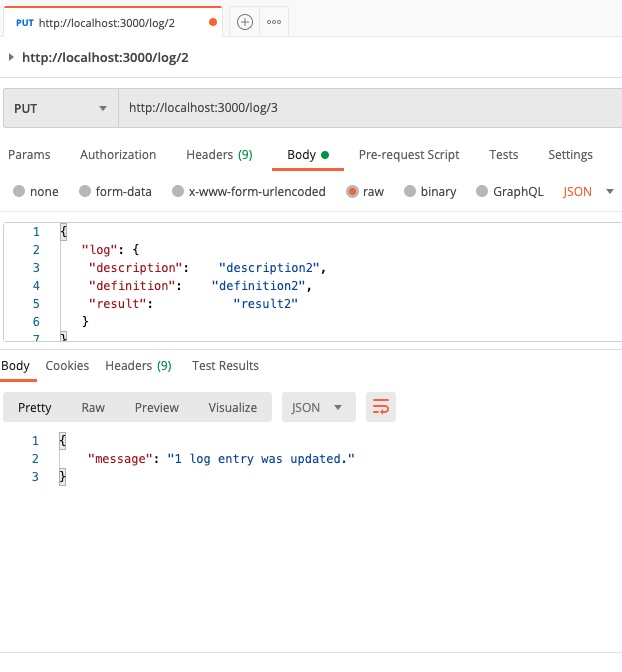 PUT http://localhost:3000/log/2
http://localhost:3000/log/2
PUT http://localhost:3000/log/3
Params Authorization Headers (9) Body Pre-request Script Tests Settings
none form-data x-www-form-urlencoded raw binary GraphQL JSON
1 {
2 "log": {
3 "description": "description2",
4 "definition": "definition2",
5 "result": "result2"
6 }
7 }
Body Cookies Headers (9) Test Results
Pretty Raw Preview Visualize JSON
1 {
2 "message": "1 log entry was updated."
3 }